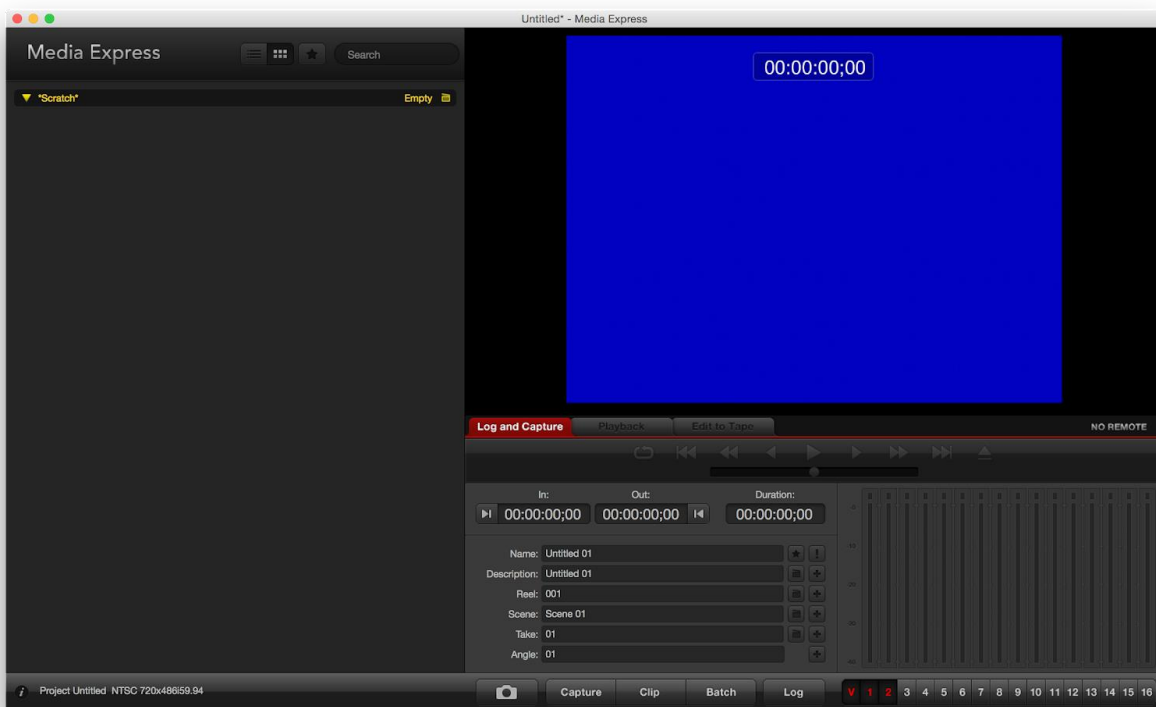 Untitled* - Media Express
Media Express
Search
*Scratch*
Empty
00:00:00;00
Log and Capture
Playback
Edit to Tape
NO REMOTE
In:
Out:
Duration:
00:00:00;00
00:00:00;00
00:00:00;00
Name: Untitled 01
Description: Untitled 01
Reel: 001
Scene: Scene 01
Take: 01
Angle: 01
Project Untitled NTSC 720x486i59.94
Capture
Clip
Batch
Log
V 1 2 3 4 5 6 7 8 9 10 11 12 13 14 15 16